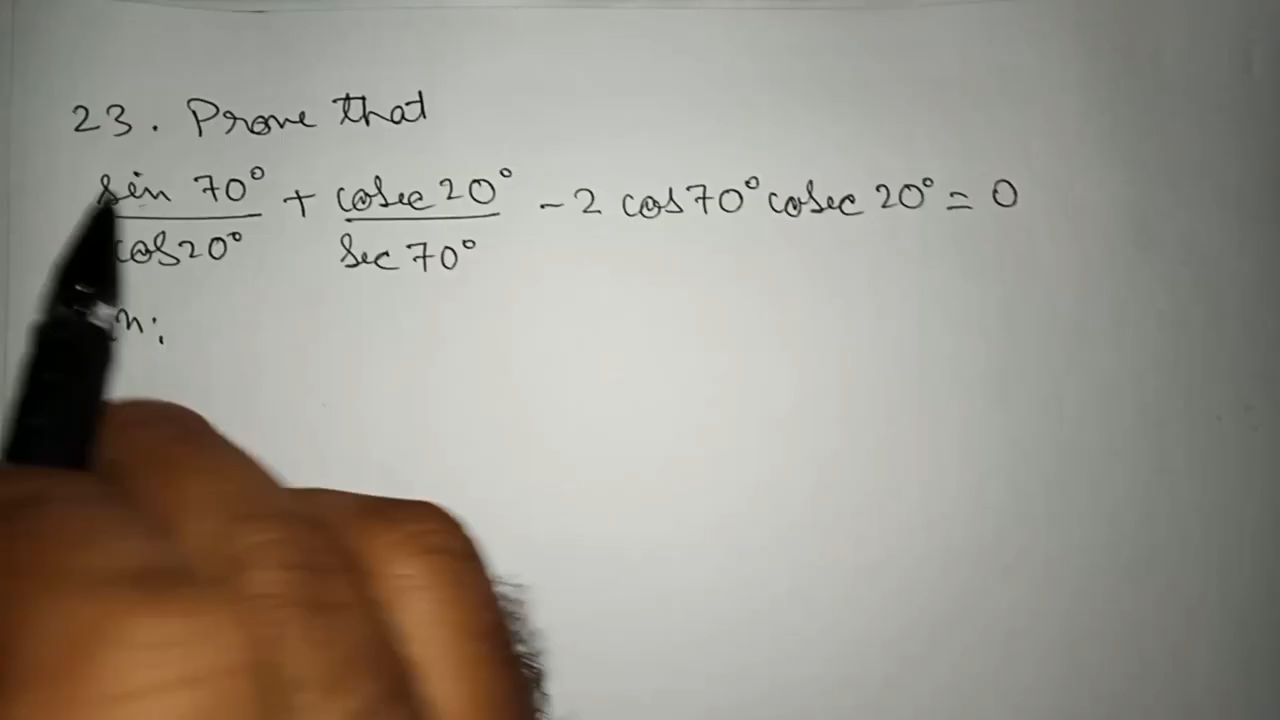 23. Prove that
sin 70° + cosec 20° - 2 cos 70° cosec 20° = 0
cos 20° sec 70°